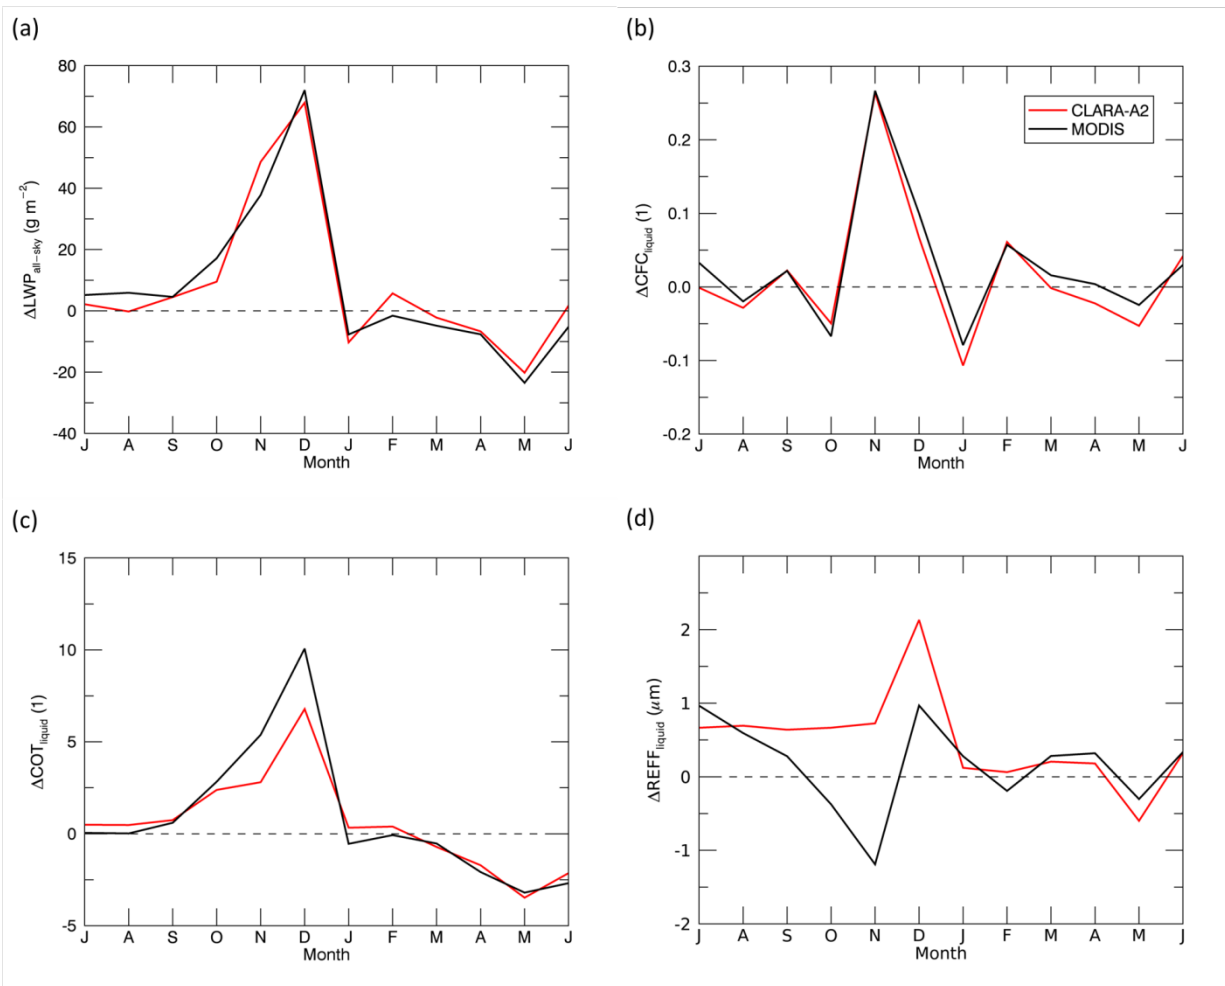 (a)
80
60
40
20
0
-20
-40
ΔLWPall−sky (g m−2)
J A S O N D J F M A M J
Month
(b)
0.3
0.2
0.1
0.0
-0.1
-0.2
ΔCFCliquid (1)
CLARA-A2
MODIS
J A S O N D J F M A M J
Month
(c)
15
10
5
0
-5
ΔCOTliquid (1)
J A S O N D J F M A M J
Month
(d)
2
1
0
-1
-2
ΔREFFliquid (μm)
J A S O N D J F M A M J
Month